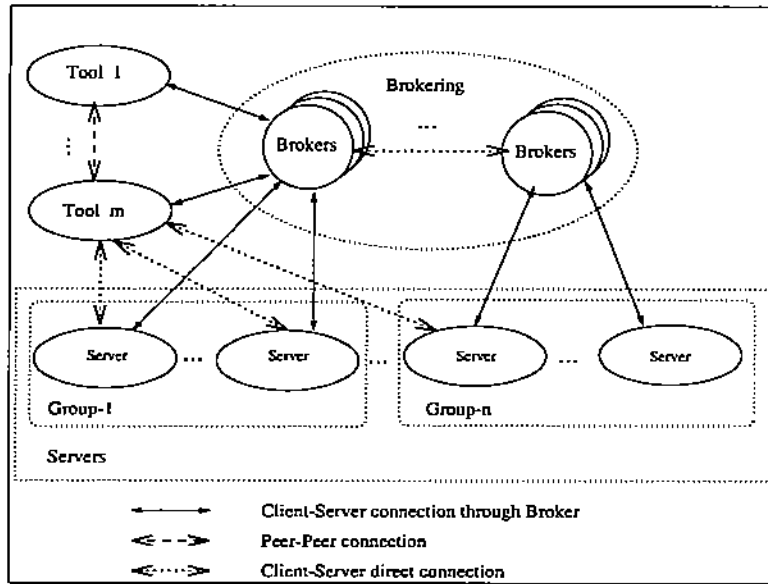 Tool 1
Brokering
...
Brokers
Brokers
...
Tool m
Server
...
Server
...
Server
...
Server
Group-1
Group-n
Servers
Client-Server connection through Broker
Peer-Peer connection
Client-Server direct connection